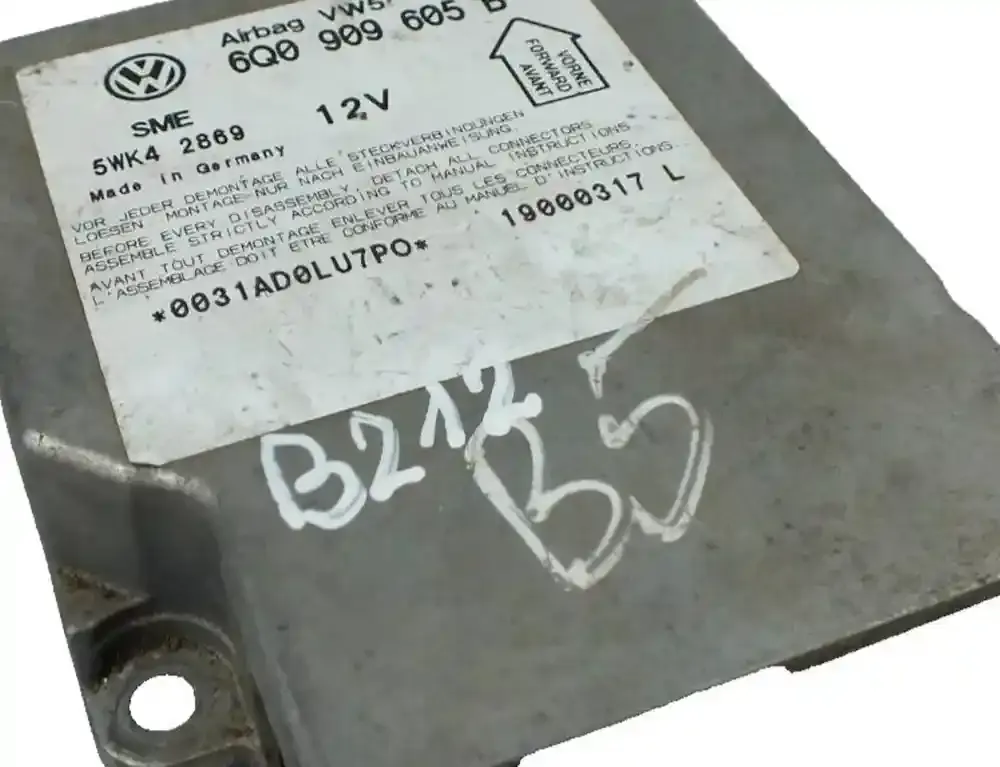 Airbag VW5
6Q0 909 605 B
VORNE
FORWARD
AVANT
SME
12V
5WK4 2869
Made in Germany
VOR JEDER DEMONTAGE ALLE STECKVERBINDUNGEN
LOESEN. MONTAGE NUR NACH EINBAUANWEISUNG.
BEFORE EVERY DISASSEMBLY, DETACH ALL CONNECTORS.
ASSEMBLE STRICTLY ACCORDING TO MANUAL INSTRUCTIONS.
AVANT TOUT DEMONTAGE ENLEVER TOUS LES CONNECTEURS.
L'ASSEMBLAGE DOIT ETRE CONFORME AU MANUEL D'INSTRUCTIONS.
*0031AD0LU7PO*
19000317 L
B212
B5